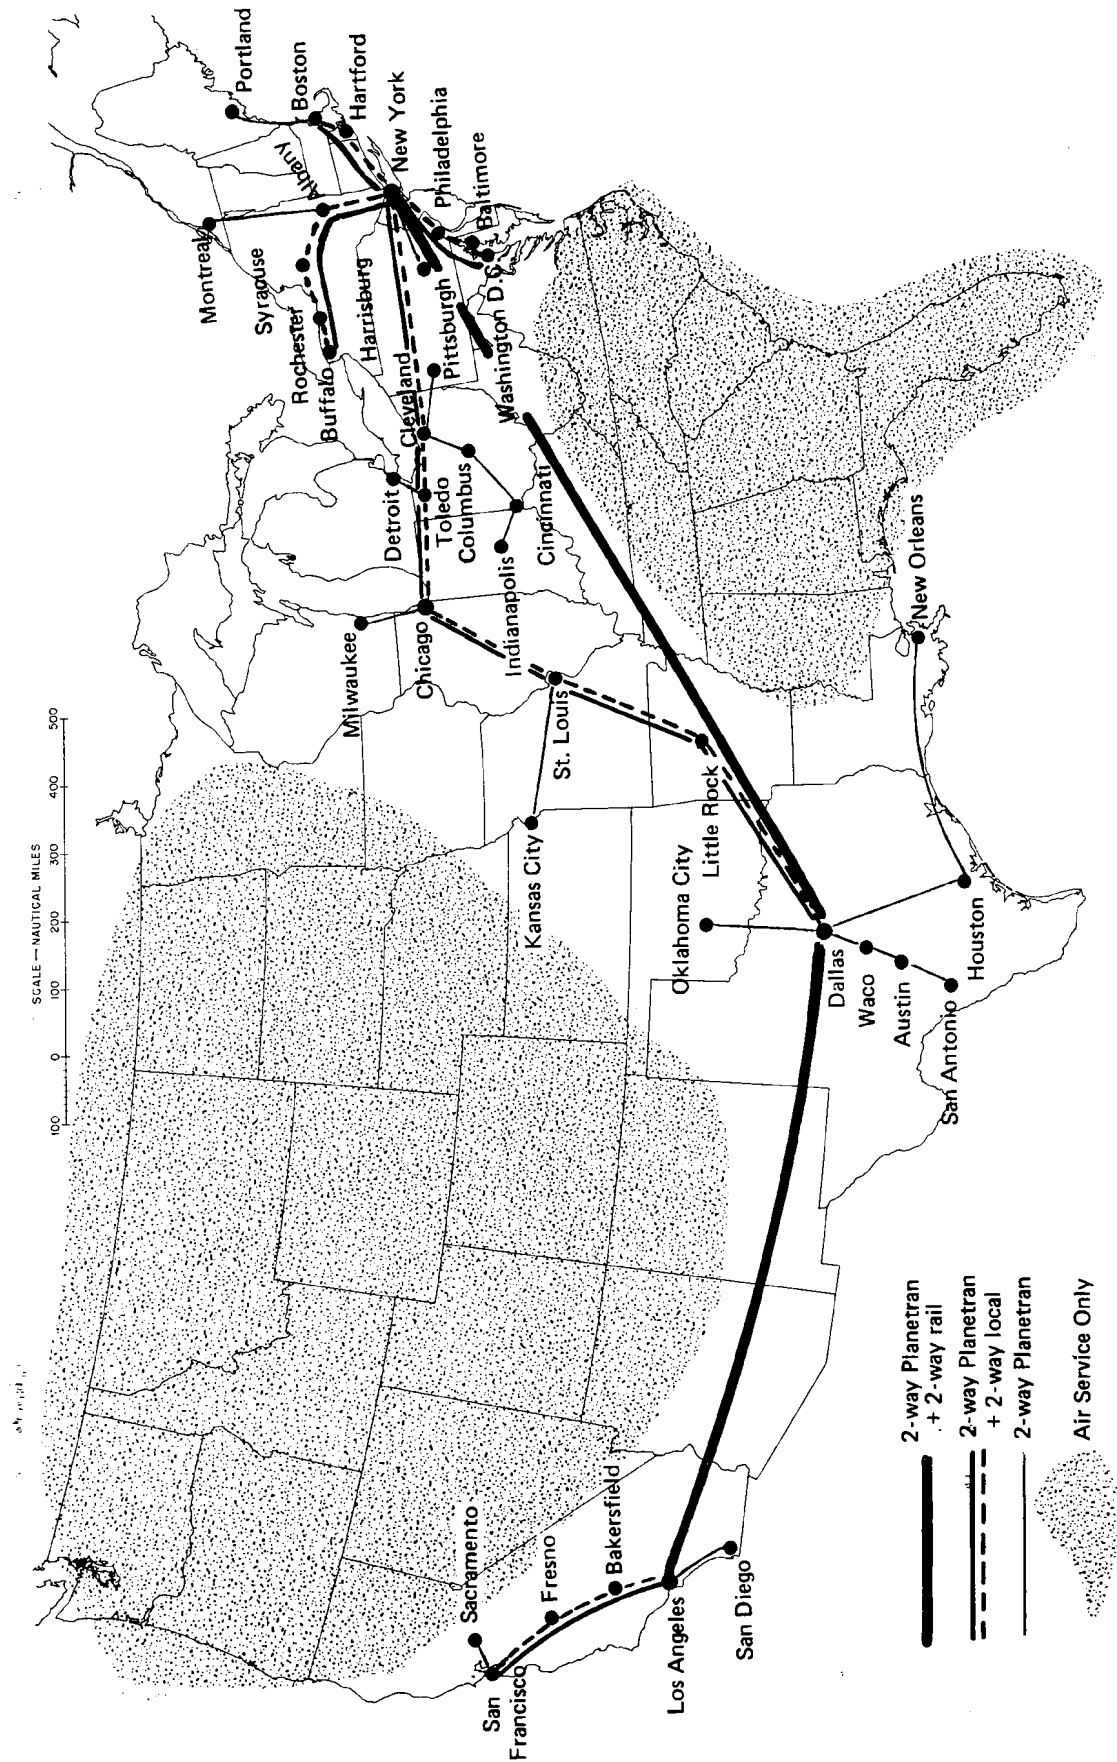 SCALE — NAUTICAL MILES
100 0 100 200 300 400 500
Portland
Boston
Hartford
New York
Philadelphia
Baltimore
Washington D.C.
Albany
Montreal
Syraouse
Rochester
Buffalo
Harrisburg
Pittsburgh
Cleveland
Toledo
Columbus
Detroit
Cincinnati
Indianapolis
Chicago
Milwaukee
St. Louis
Kansas City
Little Rock
Oklahoma City
Dallas
Waco
Austin
San Antonio
Houston
New Orleans
Sacramento
San
Francisco
Fresno
Bakersfield
Los Angeles
San Diego
2-way Planetran
+ 2-way rail
2-way Planetran
+ 2-way local
2-way Planetran
Air Service Only